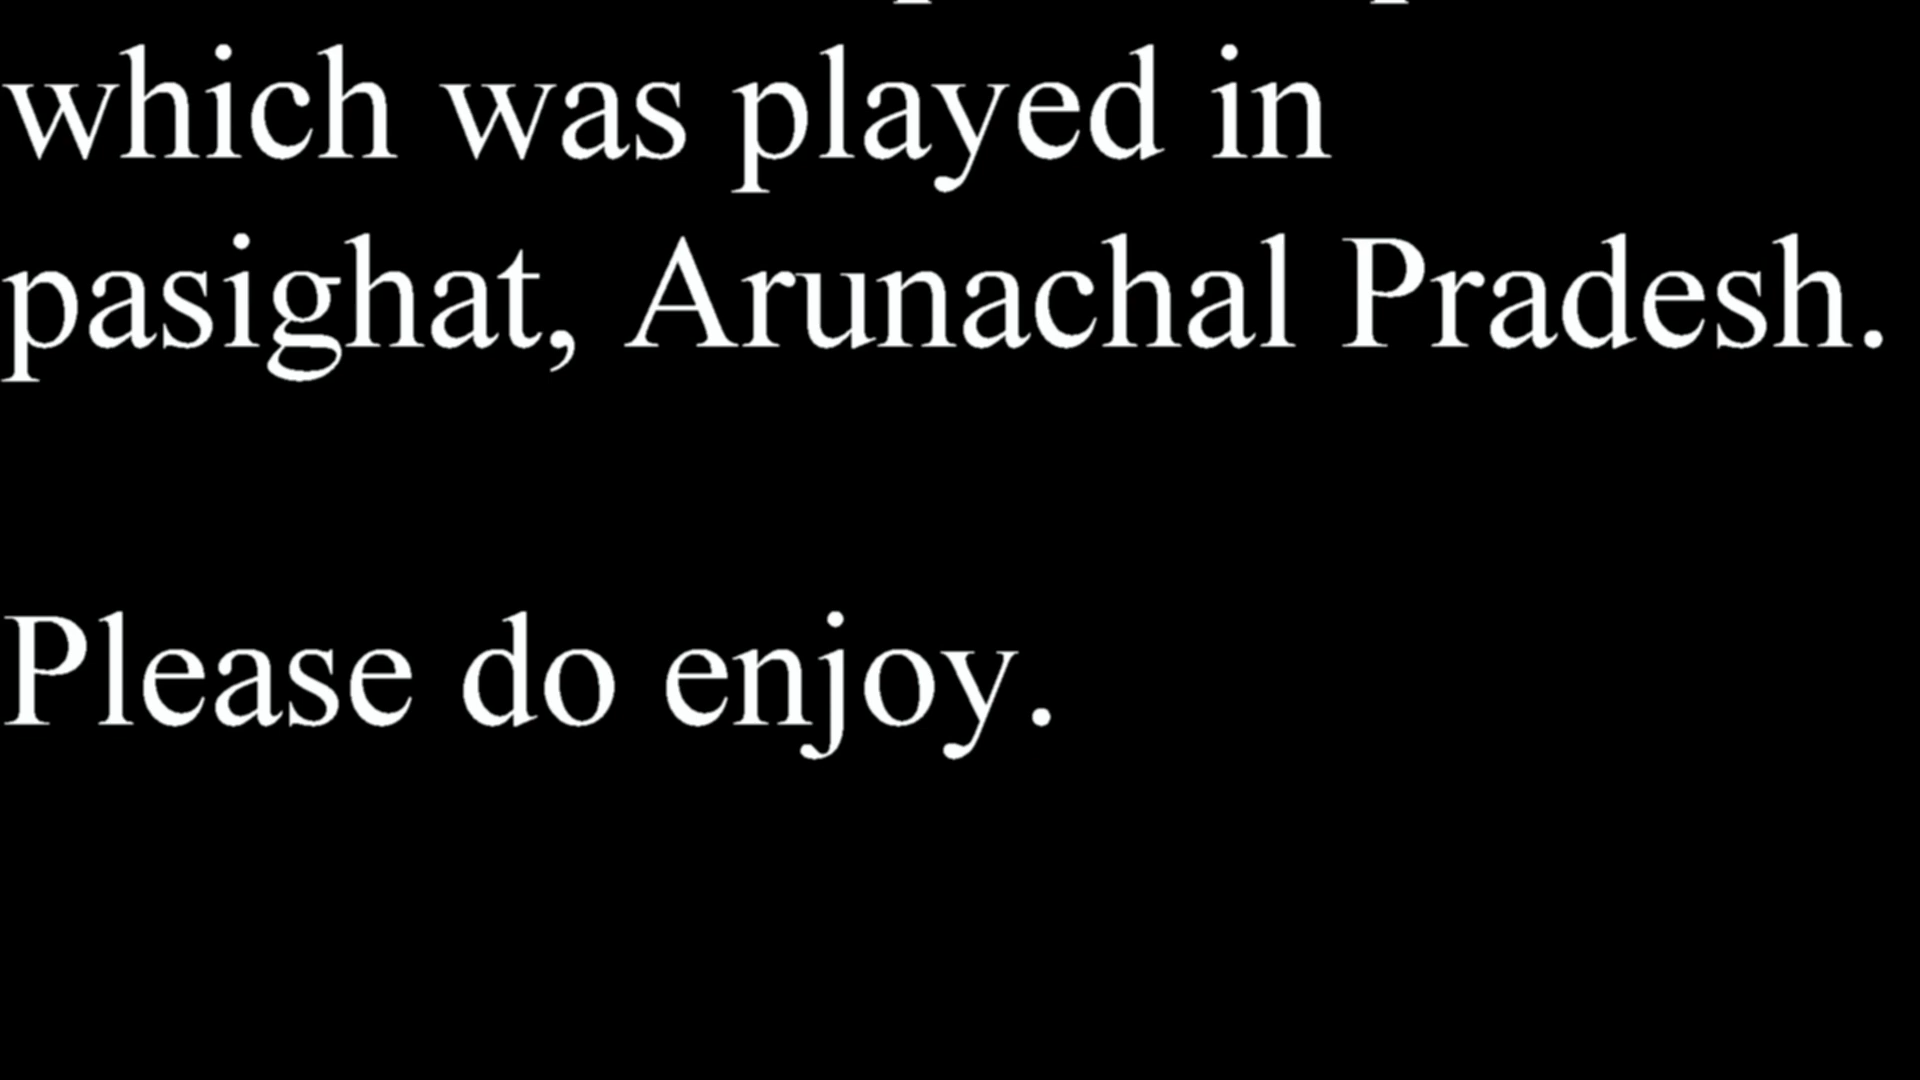 which was played in
pasighat, Arunachal Pradesh.
Please do enjoy.